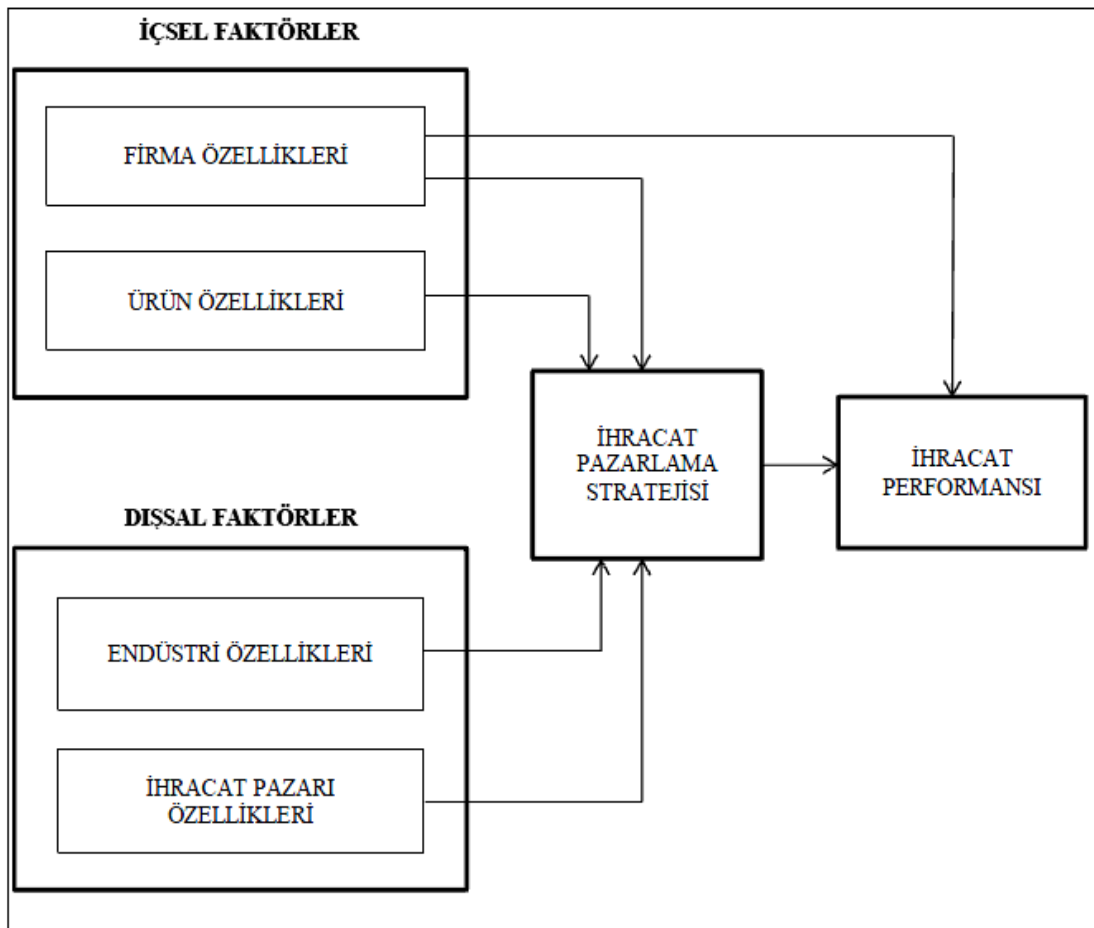 İÇSEL FAKTÖRLER
FİRMA ÖZELLİKLERİ
ÜRÜN ÖZELLİKLERİ
İHRACAT
PAZARLAMA
STRATEJİSİ
İHRACAT
PERFORMANSI
DIŞSAL FAKTÖRLER
ENDÜSTRİ ÖZELLİKLERİ
İHRACAT PAZARI
ÖZELLİKLERİ